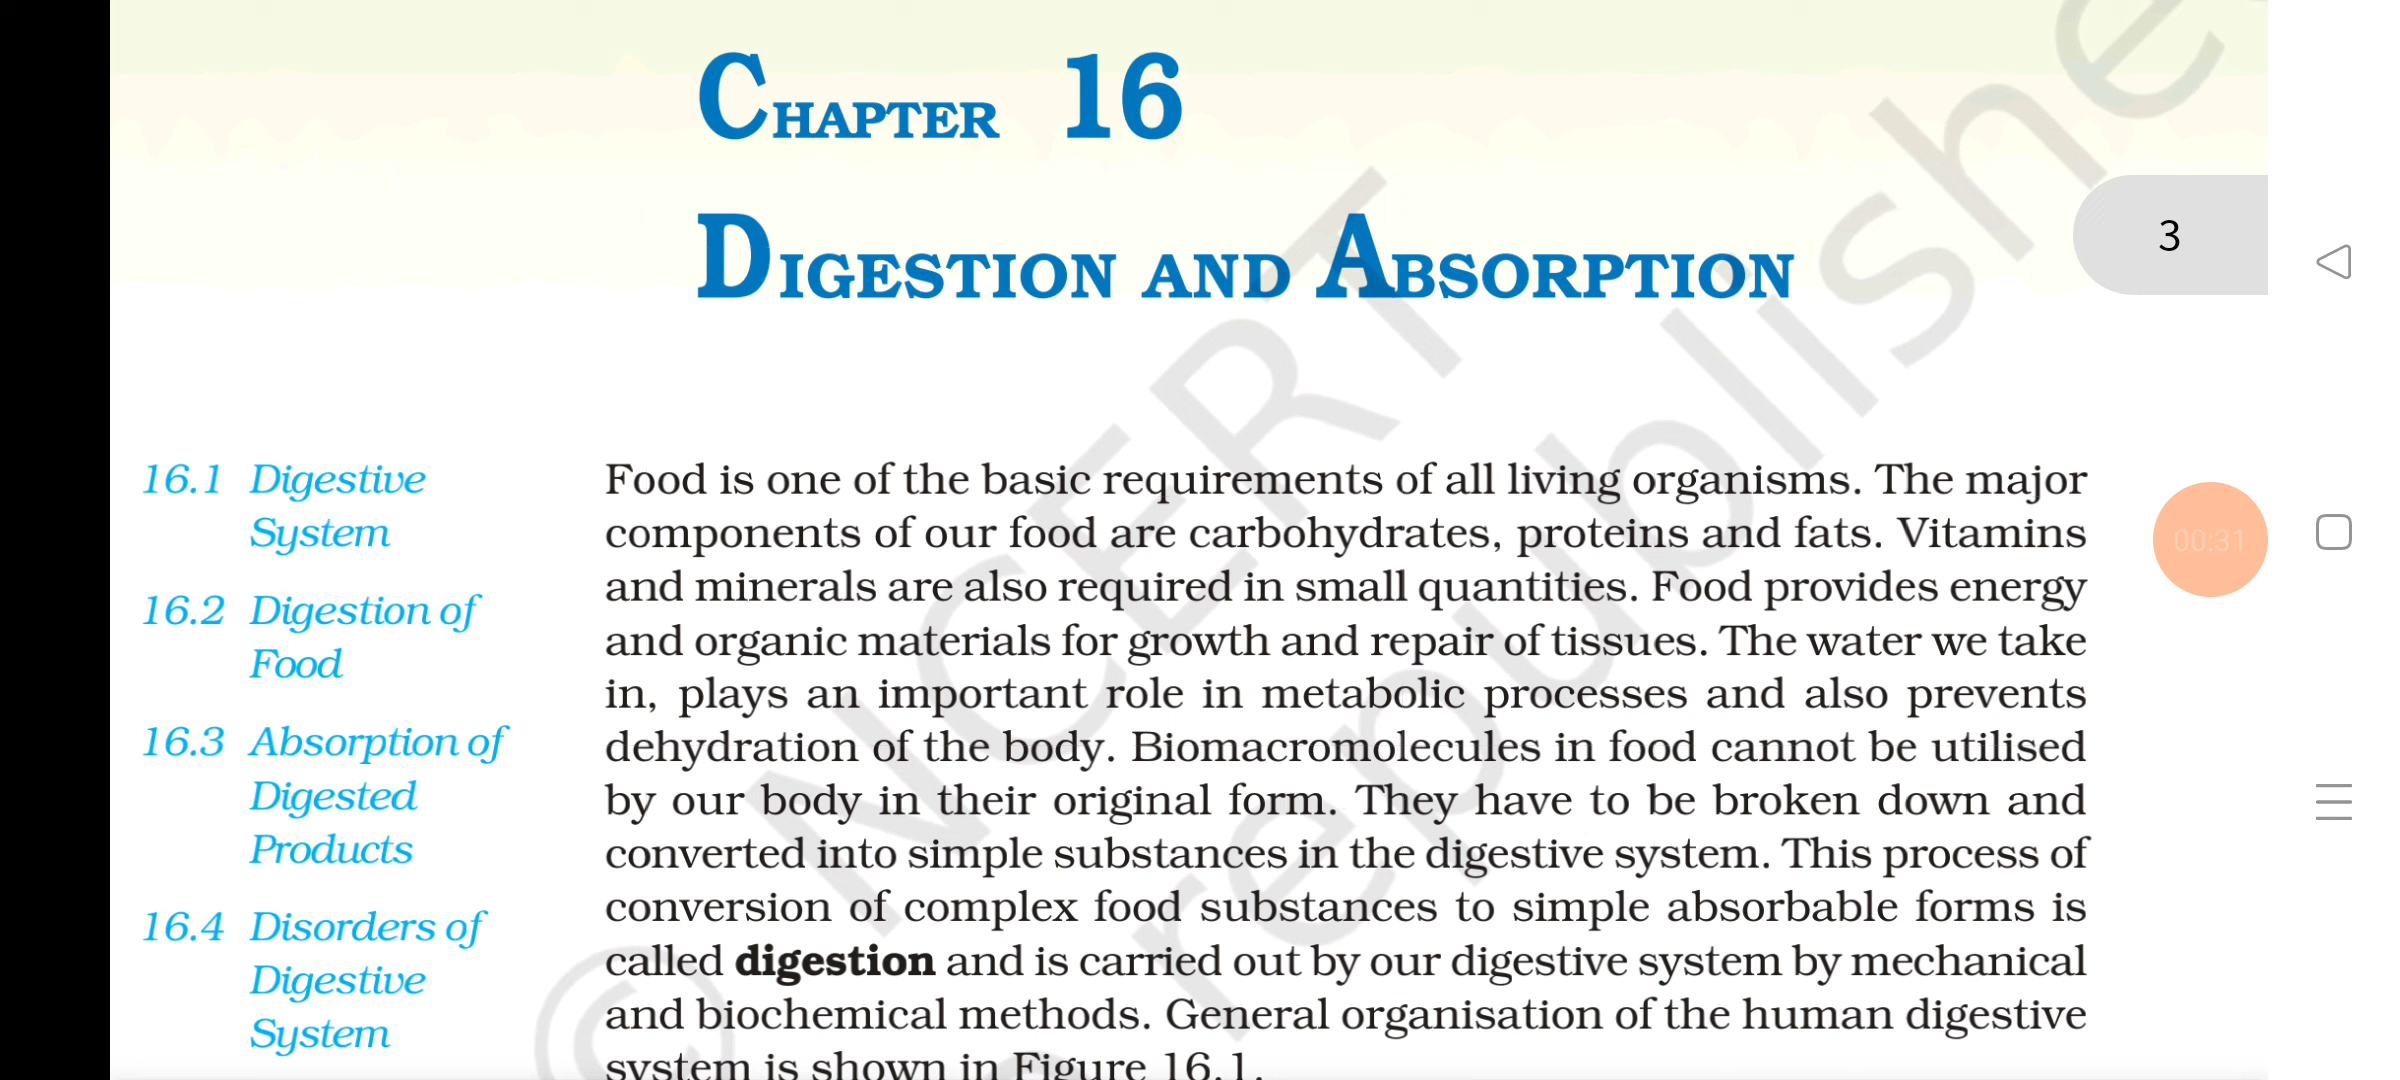 CHAPTER 16
DIGESTION AND ABSORPTION
3
16.1 Digestive
System
16.2 Digestion of
Food
16.3 Absorption of
Digested
Products
16.4 Disorders of
Digestive
System
Food is one of the basic requirements of all living organisms. The major
components of our food are carbohydrates, proteins and fats. Vitamins
and minerals are also required in small quantities. Food provides energy
and organic materials for growth and repair of tissues. The water we take
in, plays an important role in metabolic processes and also prevents
dehydration of the body. Biomacromolecules in food cannot be utilised
by our body in their original form. They have to be broken down and
converted into simple substances in the digestive system. This process of
conversion of complex food substances to simple absorbable forms is
called digestion and is carried out by our digestive system by mechanical
and biochemical methods. General organisation of the human digestive
system is shown in Figure 16.1.
00:31
© NCERT
republishe